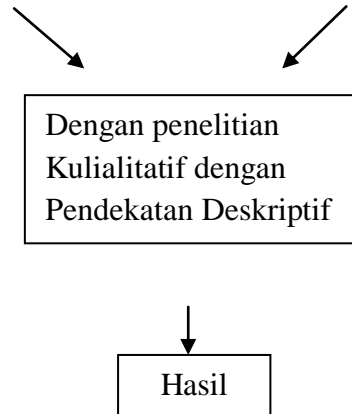 Dengan penelitian
Kulialitatif dengan
Pendekatan Deskriptif
Hasil